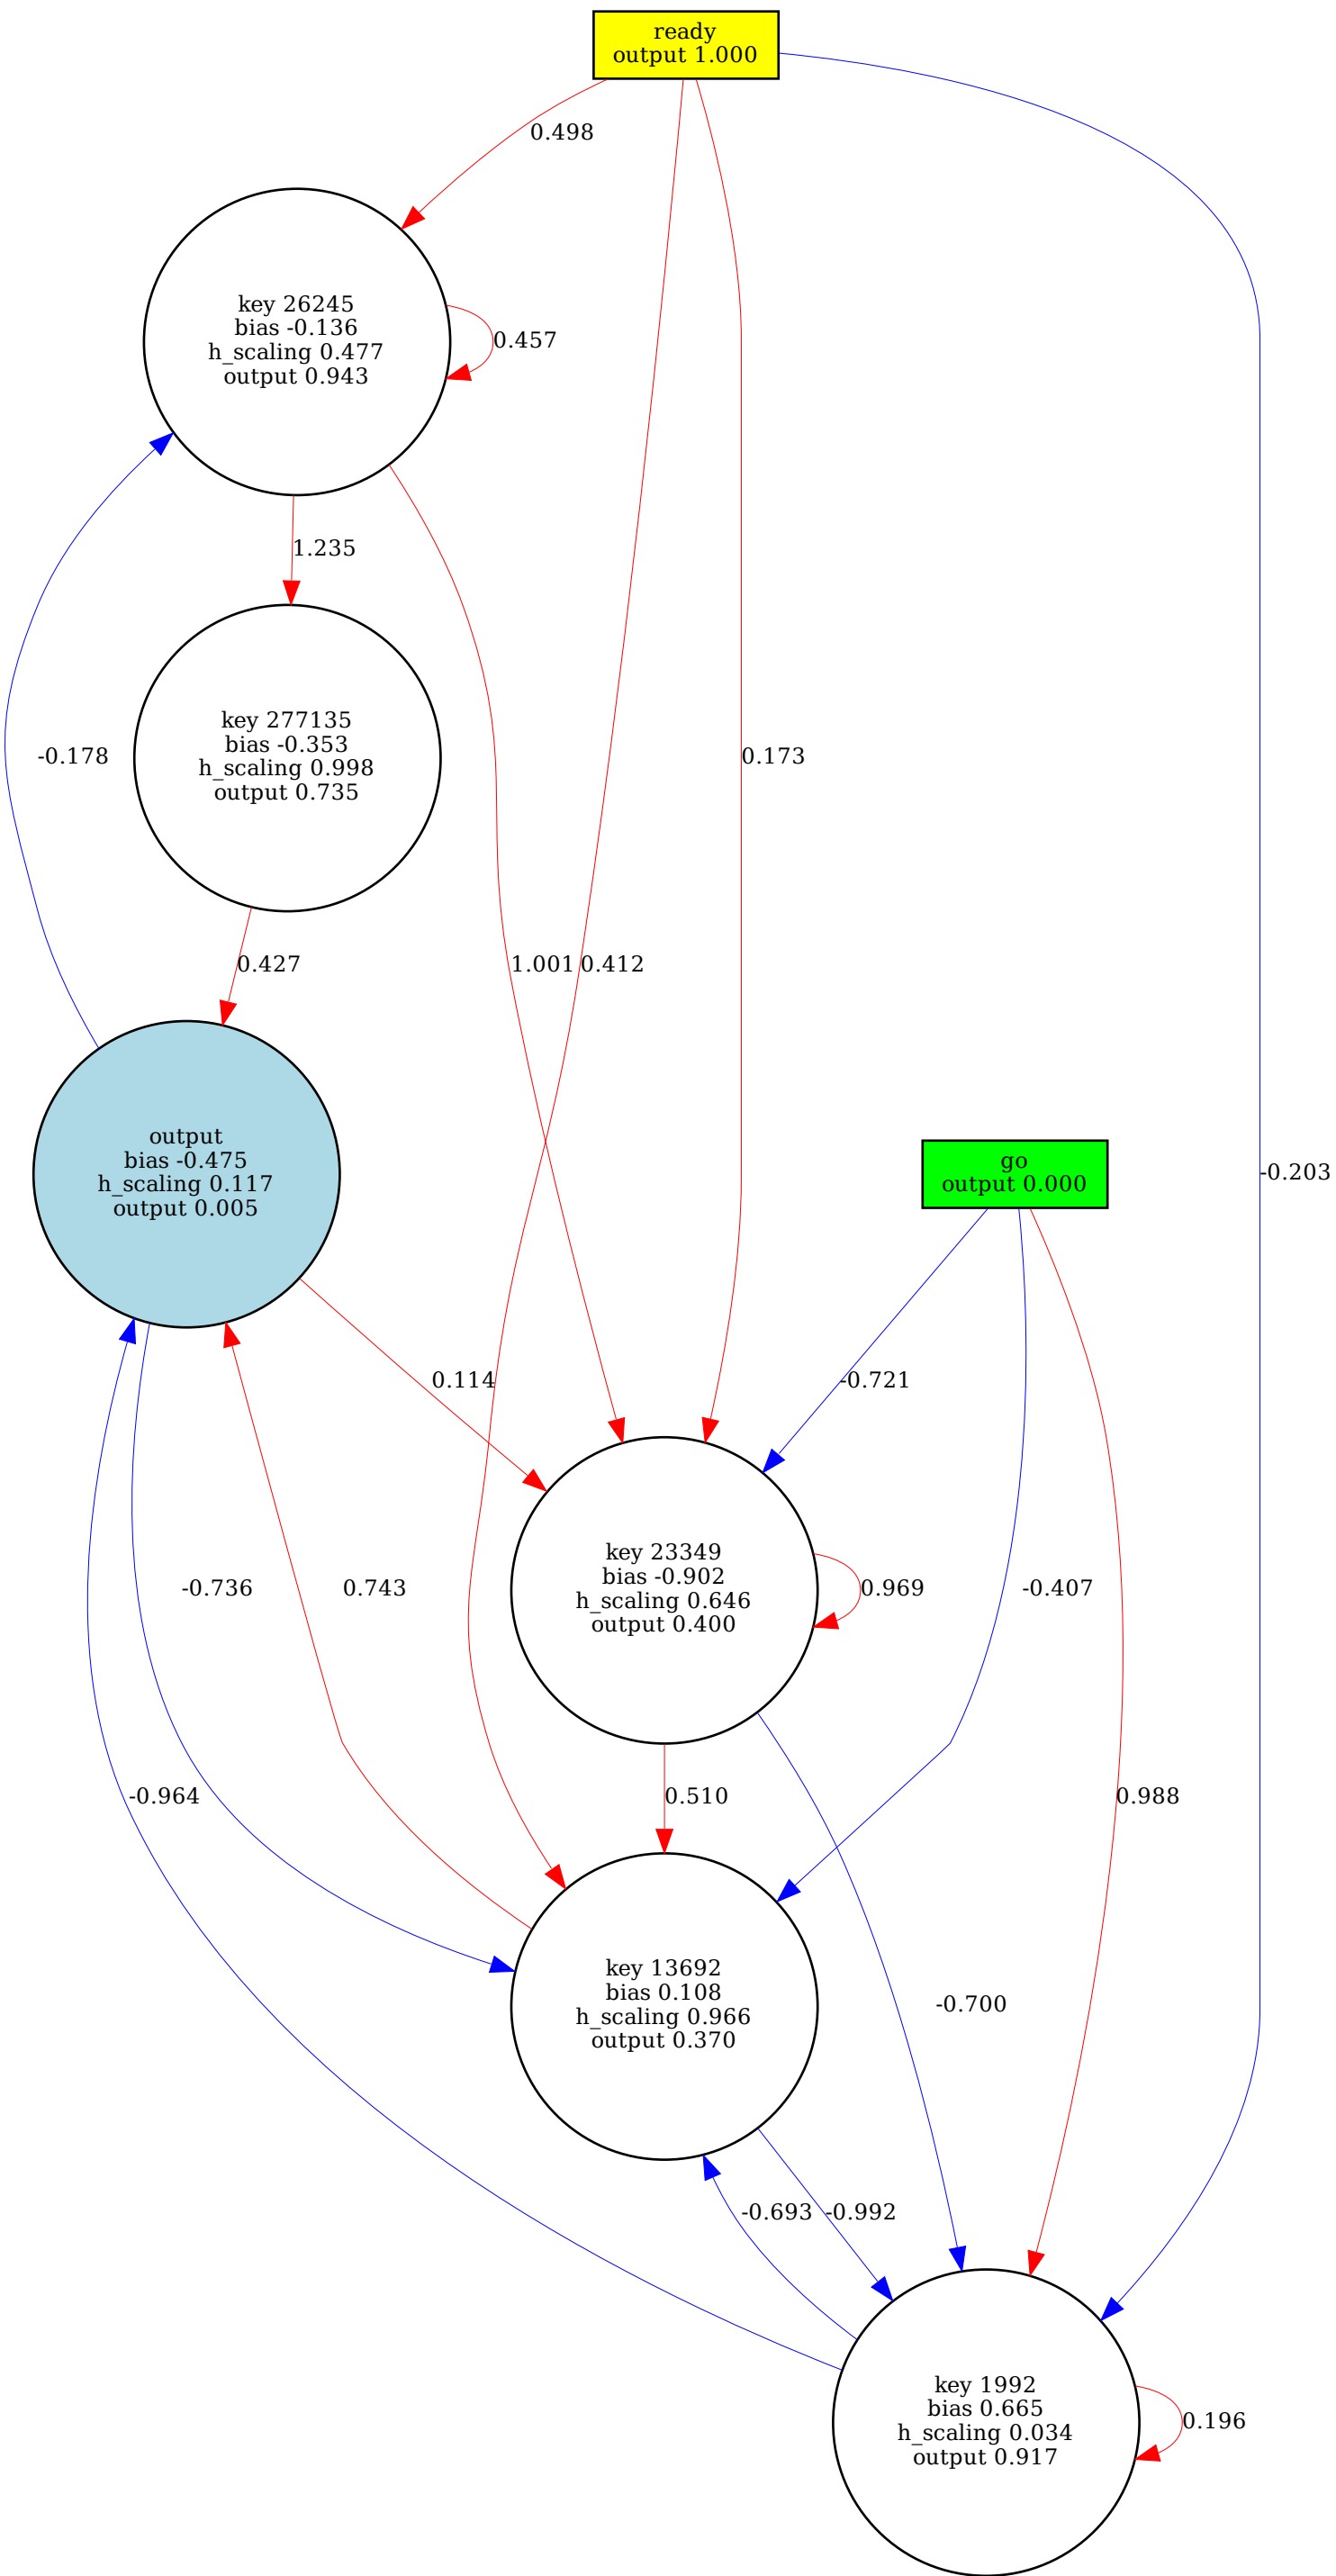 ready
output 1.000
0.498
key 26245
bias -0.136
h_scaling 0.477
output 0.943
0.457
1.235
key 277135
bias -0.353
h_scaling 0.998
output 0.735
-0.178
0.173
0.427
1.001
0.412
output
bias -0.475
h_scaling 0.117
output 0.005
go
output 0.000
-0.203
0.114
-0.721
key 23349
bias -0.902
h_scaling 0.646
output 0.400
0.969
-0.736
0.743
-0.407
-0.964
0.510
0.988
key 13692
bias 0.108
h_scaling 0.966
output 0.370
-0.700
-0.693
-0.992
key 1992
bias 0.665
h_scaling 0.034
output 0.917
0.196